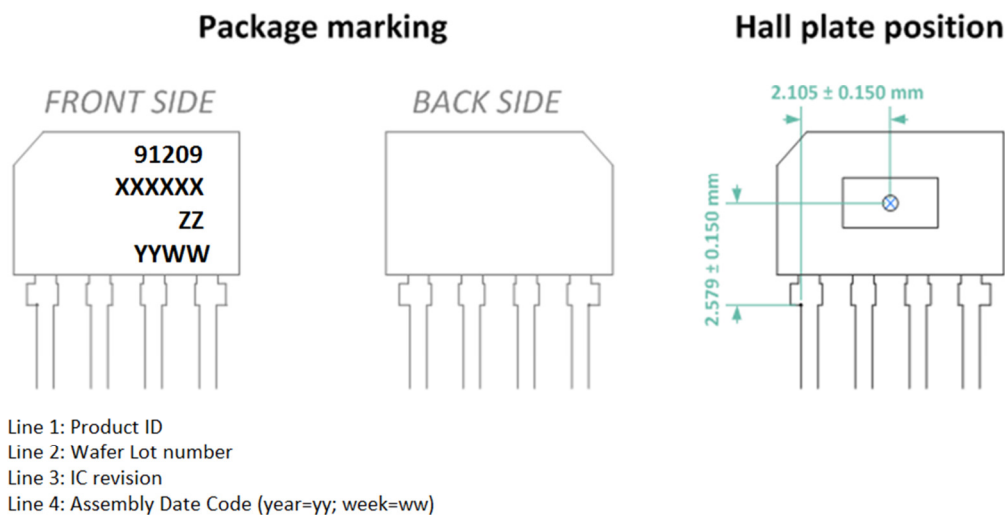 Package marking
Hall plate position
FRONT SIDE
BACK SIDE
2.105 ± 0.150 mm
91209
XXXXXX
ZZ
YYWW
2.579 ± 0.150 mm
Line 1: Product ID
Line 2: Wafer Lot number
Line 3: IC revision
Line 4: Assembly Date Code (year=yy; week=ww)